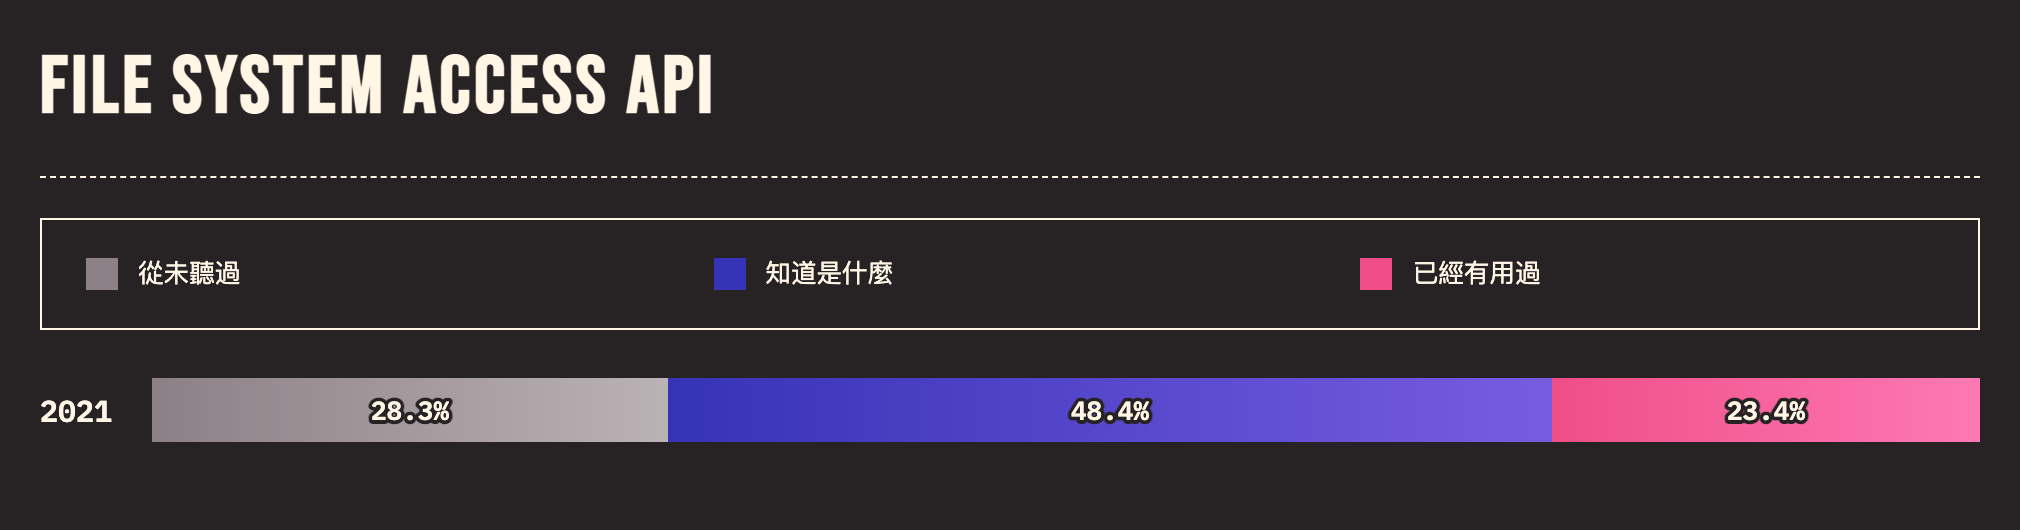 FILE SYSTEM ACCESS API
從未聽過 知道是什麼 已經有用過
2021 28.3% 48.4% 23.4%